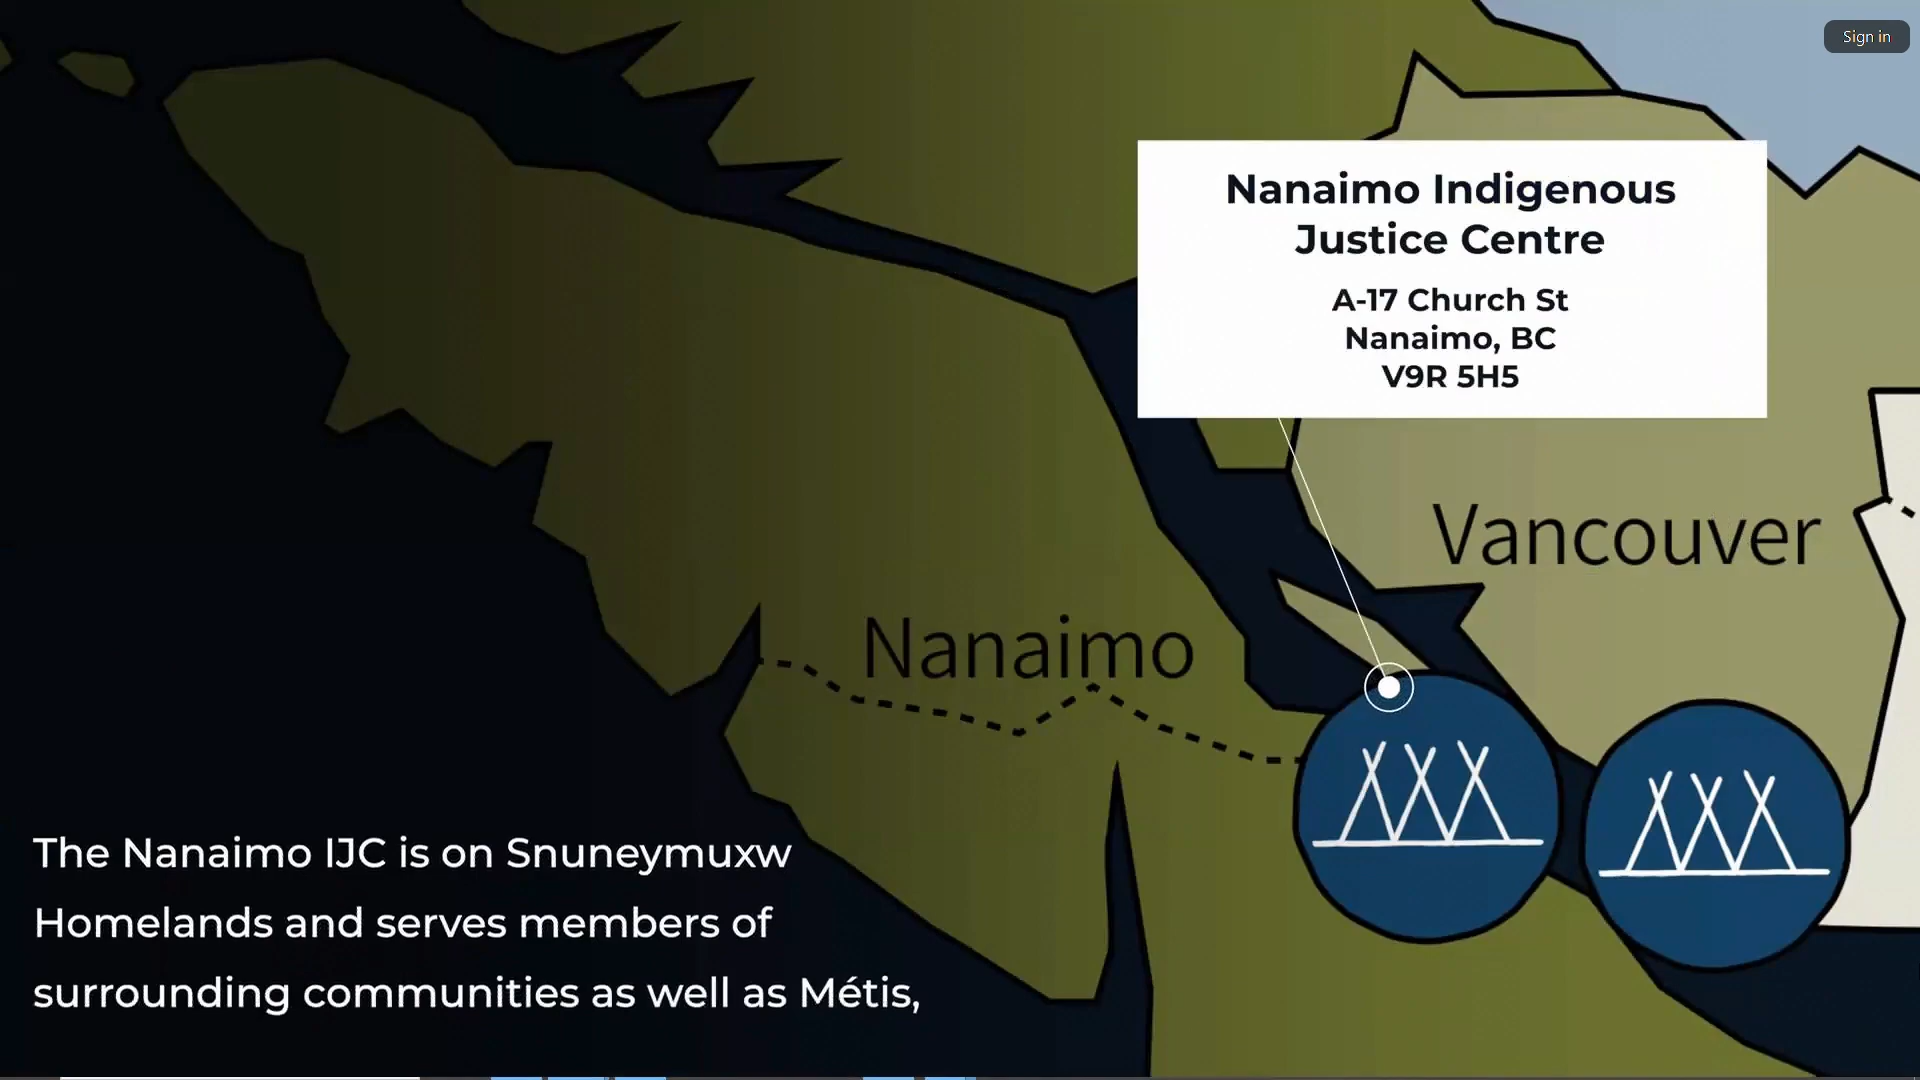 Sign in
Nanaimo Indigenous
Justice Centre
A-17 Church St
Nanaimo, BC
V9R 5H5
Vancouver
Nanaimo
The Nanaimo IJC is on Snuneymuxw
Homelands and serves members of
surrounding communities as well as Métis,